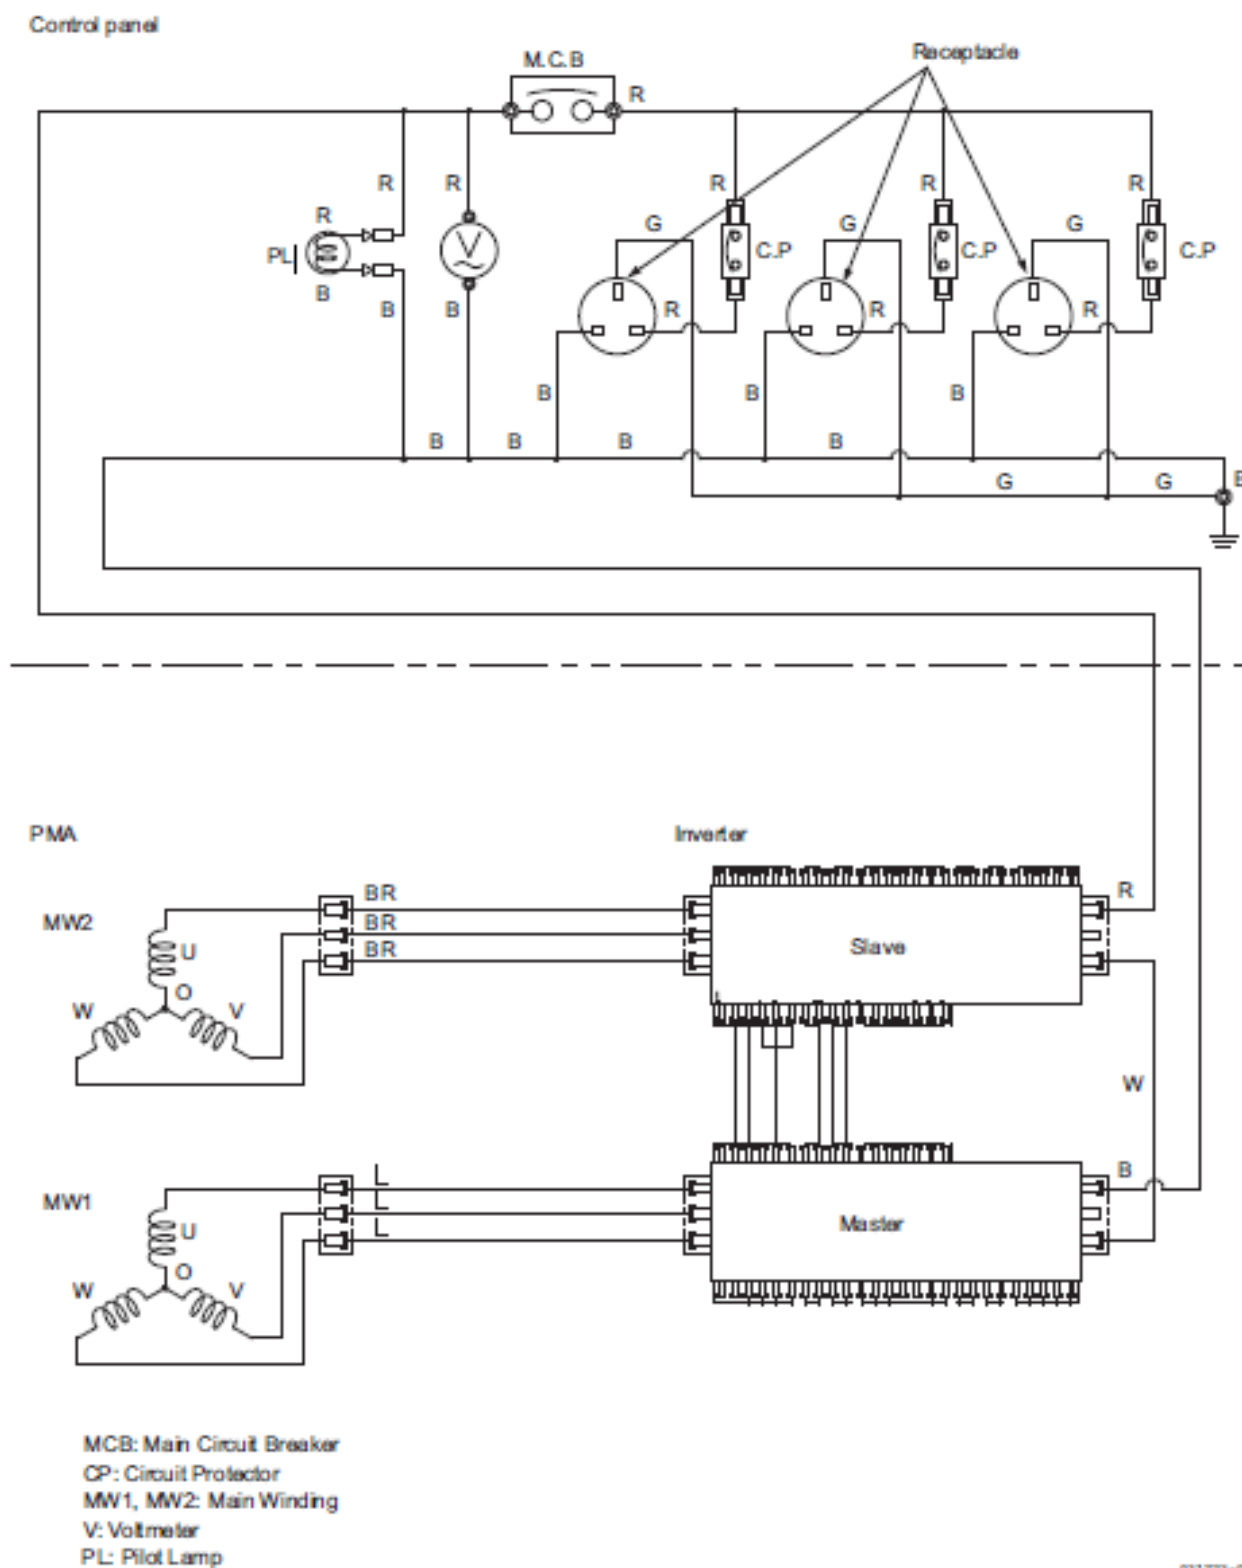 Control panel
M.C.B
Receptacle
R
R R R R R
R
G G G
PL
V
C.P C.P C.P
B
B B
R R R
B B B
B B B B
G G
PMA
Inverter
MW2
BR
BR
BR
R
U
Slave
O
W V
W
MW1
L
L
L
B
U
Master
O
W V
MCB: Main Circuit Breaker
CP: Circuit Protector
MW1, MW2: Main Winding
V: Voltmeter
PL: Pilot Lamp